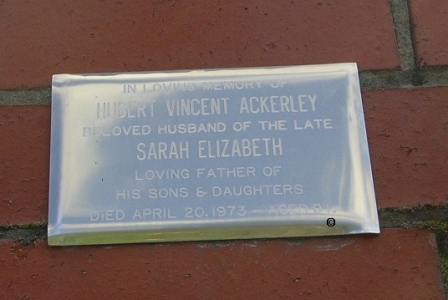 IN LOVING MEMORY OF
HUBERT VINCENT ACKERLEY
BELOVED HUSBAND OF THE LATE
SARAH ELIZABETH
LOVING FATHER OF
HIS SONS & DAUGHTERS
DIED APRIL 20. 1973 — AGED
©